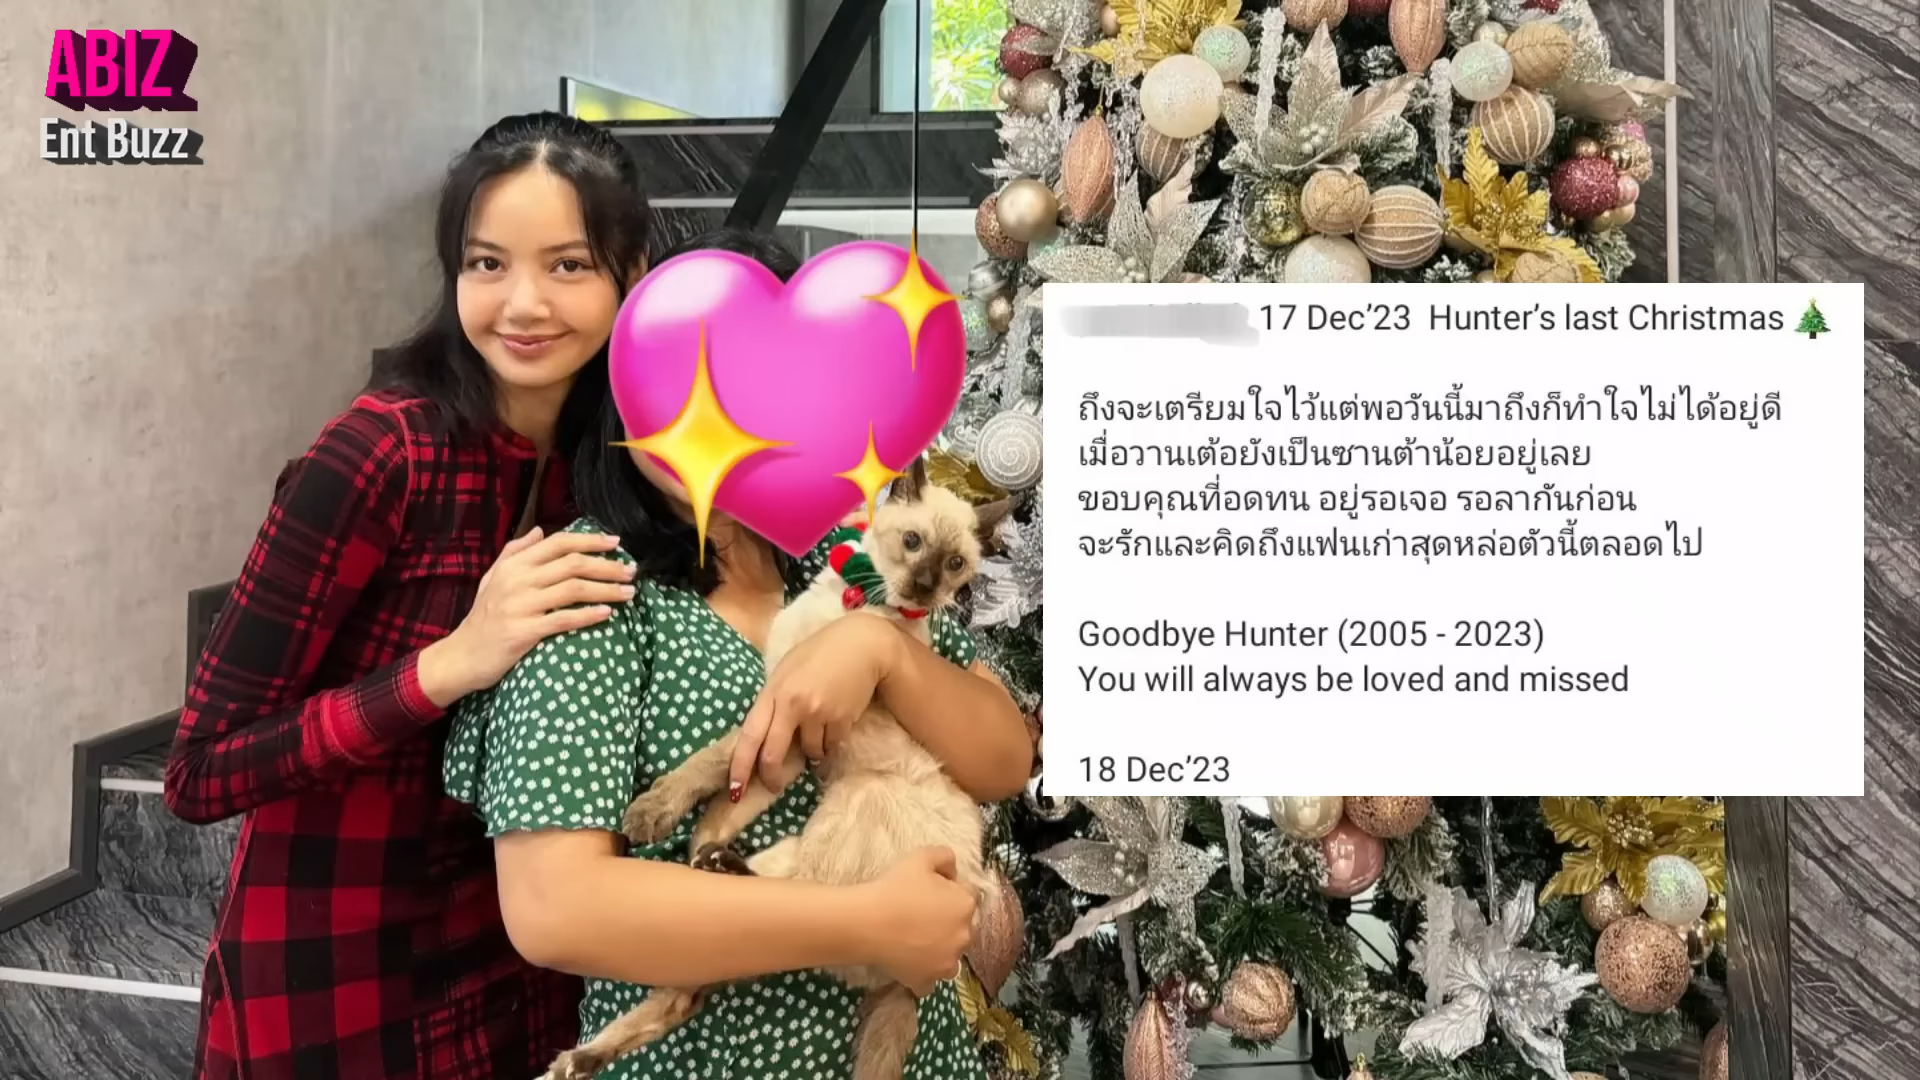 ABIZ
Ent Buzz
17 Dec’23 Hunter’s last Christmas
ถึงจะเตรียมใจไว้แต่พอวันนี้มาถึงก็ทำใจไม่ได้อยู่ดี
เมื่อวานเต้อยังเป็นซานต้าน้อยอยู่เลย
ขอบคุณที่อดทน อยู่รอเจอ รอลากันก่อน
จะรักและคิดถึงแฟนเก่าสุดหล่อตัวนี้ตลอดไป
Goodbye Hunter (2005 - 2023)
You will always be loved and missed
18 Dec’23